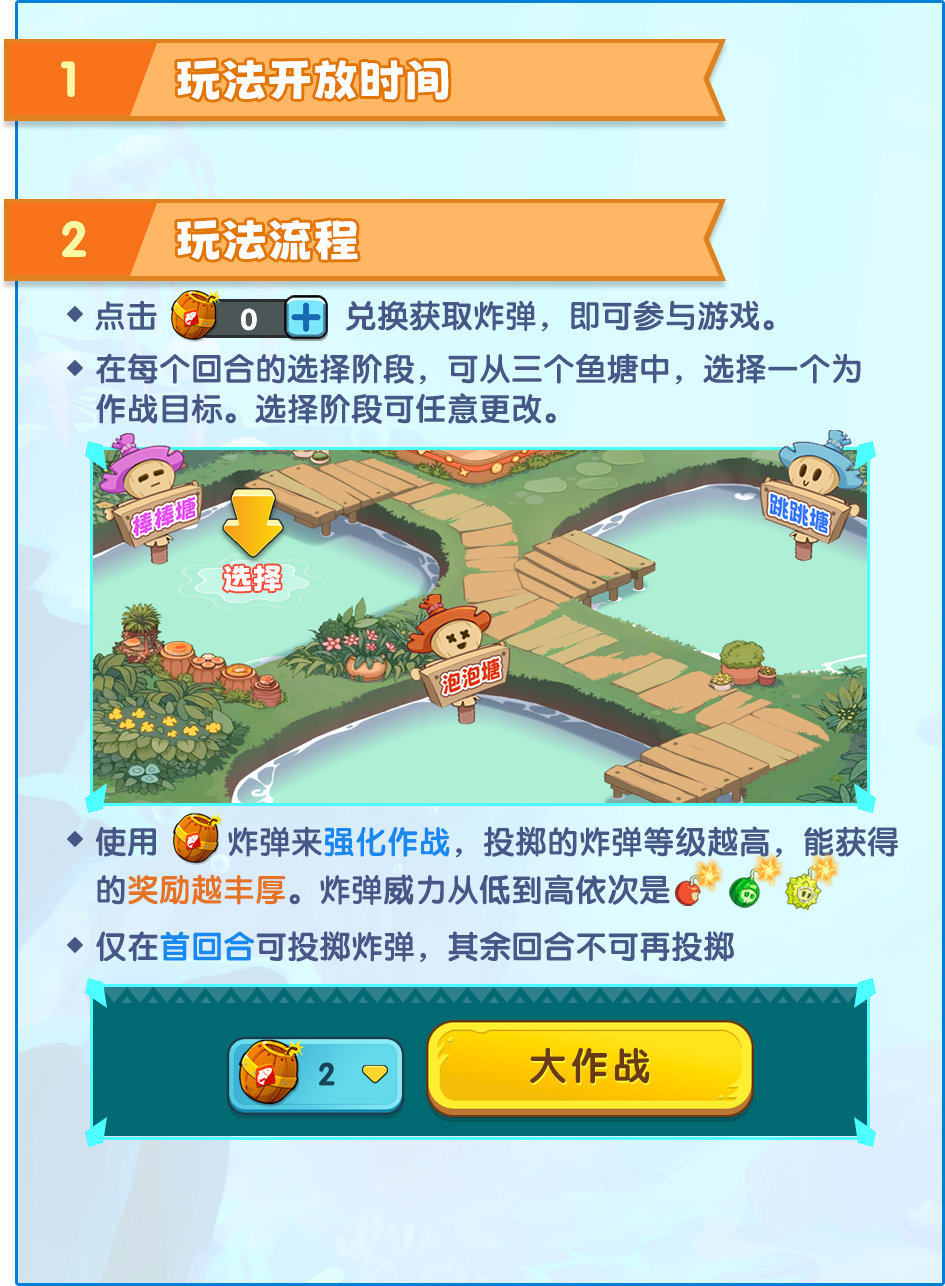 1 玩法开放时间
2 玩法流程
点击 0 兑换获取炸弹，即可参与游戏。
在每个回合的选择阶段，可从三个鱼塘中，选择一个为
作战目标。选择阶段可任意更改。
棒棒塘
跳跳塘
选择
泡泡塘
使用 炸弹来强化作战，投掷的炸弹等级越高，能获得
的奖励越丰厚。炸弹威力从低到高依次是
仅在首回合可投掷炸弹，其余回合不可再投掷
2 大作战